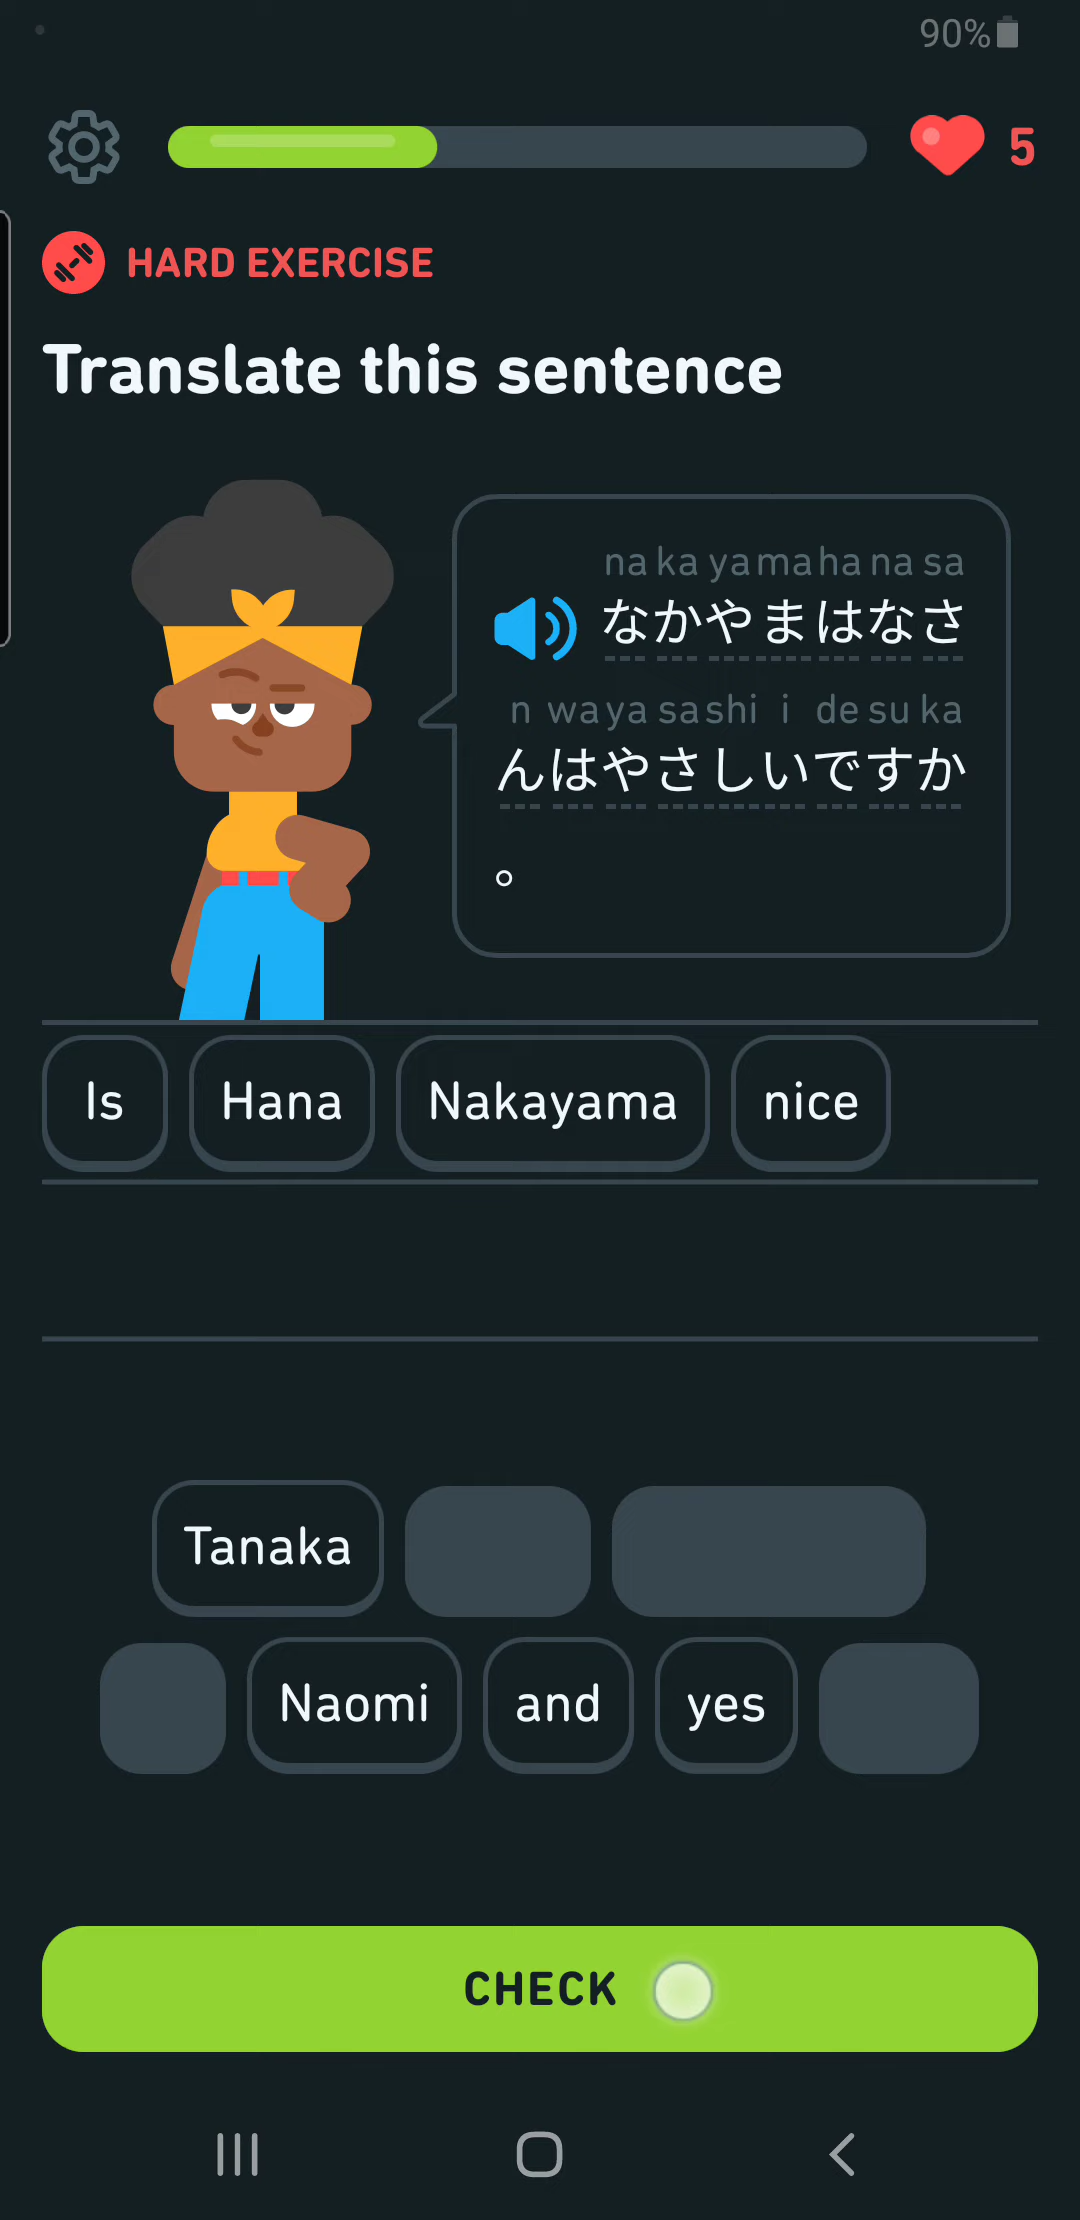 90%
5
HARD EXERCISE
Translate this sentence
na ka ya ma ha na sa
なかやまはなさ
n wa ya sa shi i de su ka
んはやさしいですか
。
Is Hana Nakayama nice
Tanaka
Naomi and yes
CHECK